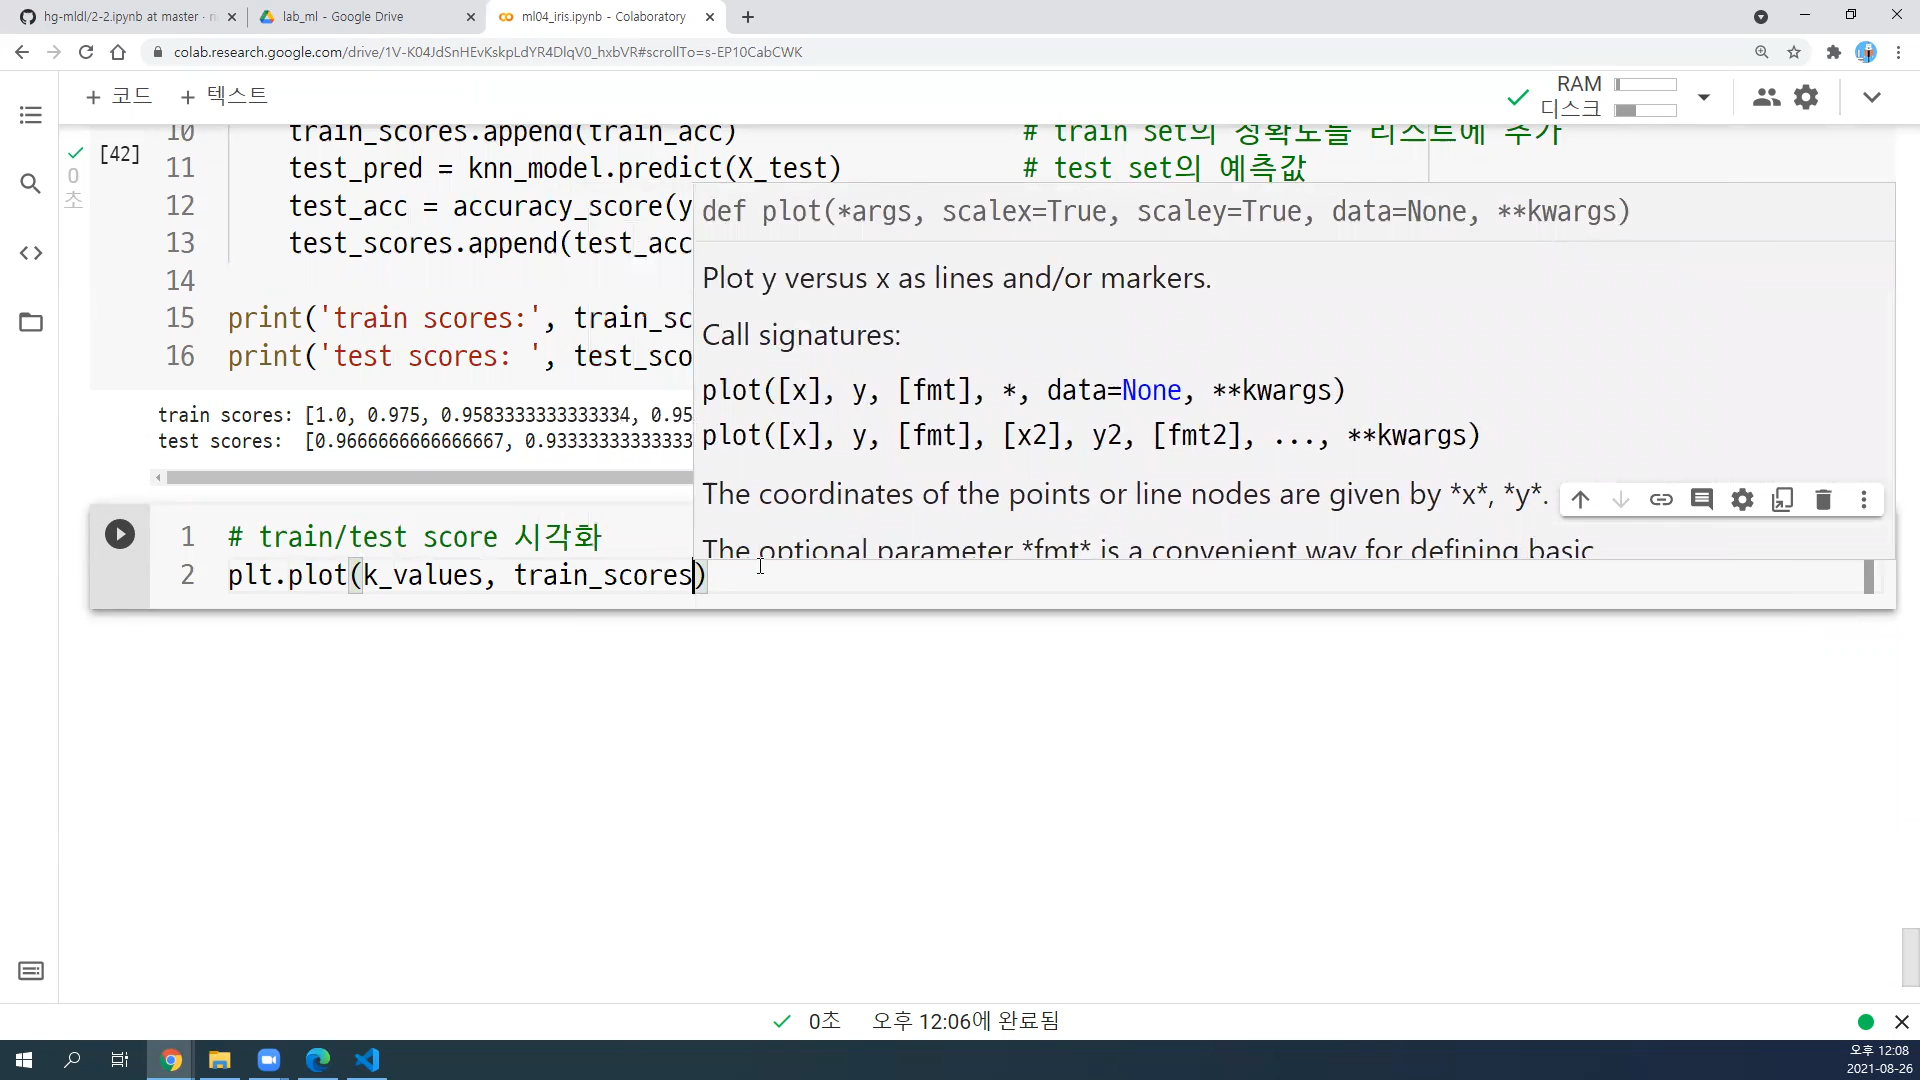 hg-mldl/2-2.ipynb at master · ri
lab_ml - Google Drive
ml04_iris.ipynb - Colaboratory
colab.research.google.com/drive/1V-K04JdSnHEvKskpLdYR4DlqV0_hxbVR#scrollTo=s-EP10CabCWK
+ 코드 + 텍스트
RAM
디스크
[42]
0
초
10 train_scores.append(train_acc) # train set의 정확도를 리스트에 추가
11 test_pred = knn_model.predict(X_test) # test set의 예측값
12 test_acc = accuracy_score(y
13 test_scores.append(test_acc
14
15 print('train scores:', train_sc
16 print('test scores: ', test_sco
def plot(*args, scalex=True, scaley=True, data=None, **kwargs)
Plot y versus x as lines and/or markers.
Call signatures:
plot([x], y, [fmt], *, data=None, **kwargs)
plot([x], y, [fmt], [x2], y2, [fmt2], ..., **kwargs)
The coordinates of the points or line nodes are given by *x*, *y*.
The optional parameter *fmt* is a convenient way for defining basic
train scores: [1.0, 0.975, 0.9583333333333334, 0.95
test scores: [0.9666666666666667, 0.93333333333333
1 # train/test score 시각화
2 plt.plot(k_values, train_scores)
0초 오후 12:06에 완료됨
오후 12:08
2021-08-26